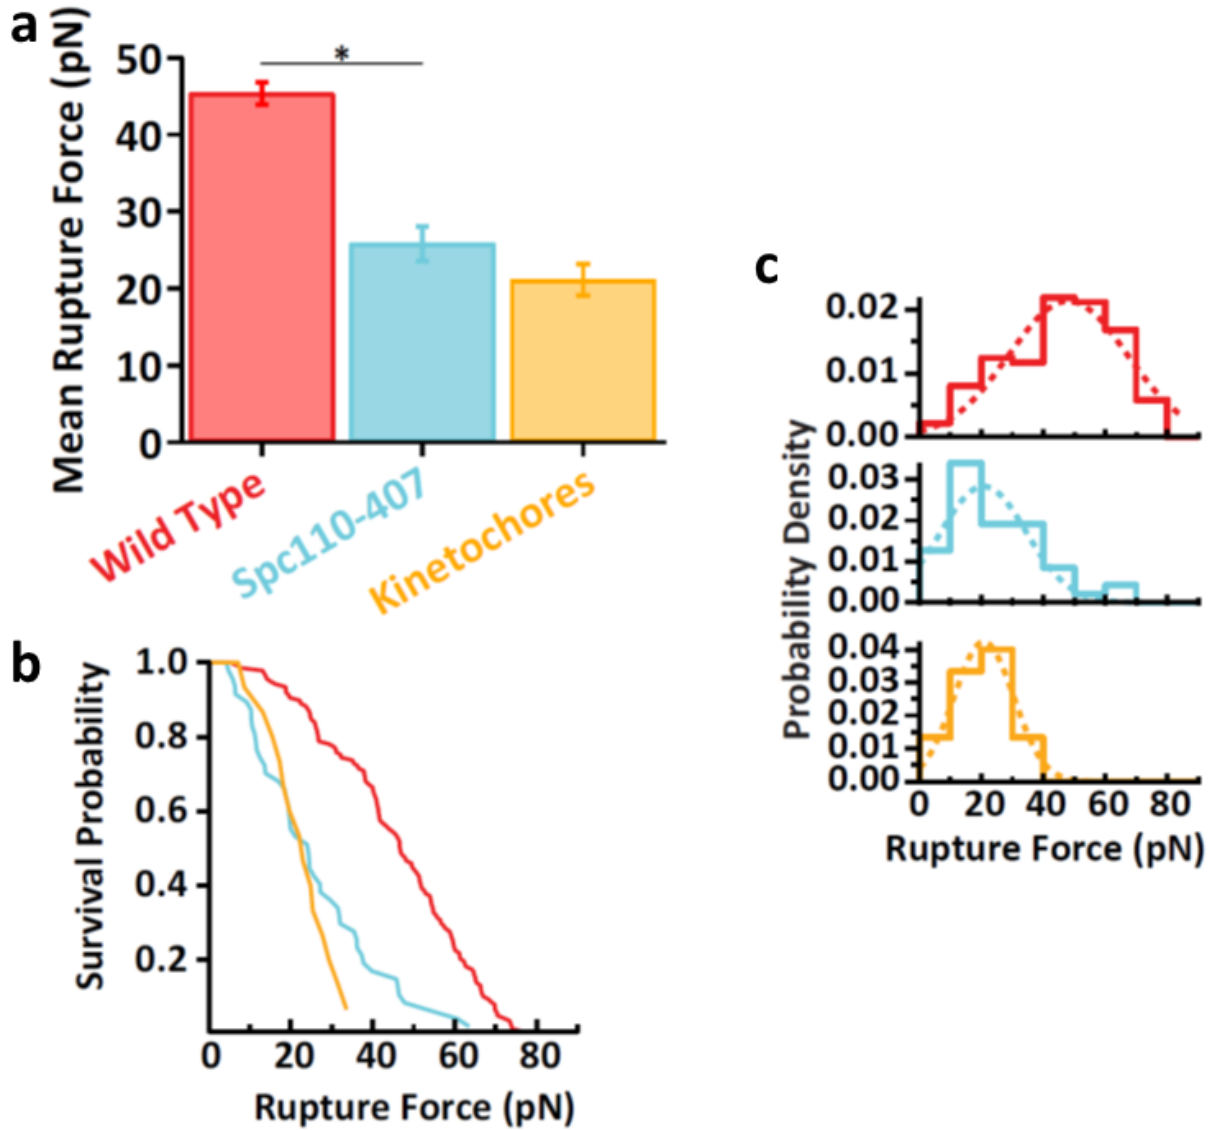 a
Mean Rupture Force (pN)
50
40
30
20
10
0
*
Wild Type
Spc110-407
Kinetochores
b
Survival Probability
1.0
0.8
0.6
0.4
0.2
0 20 40 60 80
Rupture Force (pN)
c
Probability Density
0.02
0.01
0.00
0.03
0.02
0.01
0.00
0.04
0.03
0.02
0.01
0.00
0 20 40 60 80
Rupture Force (pN)